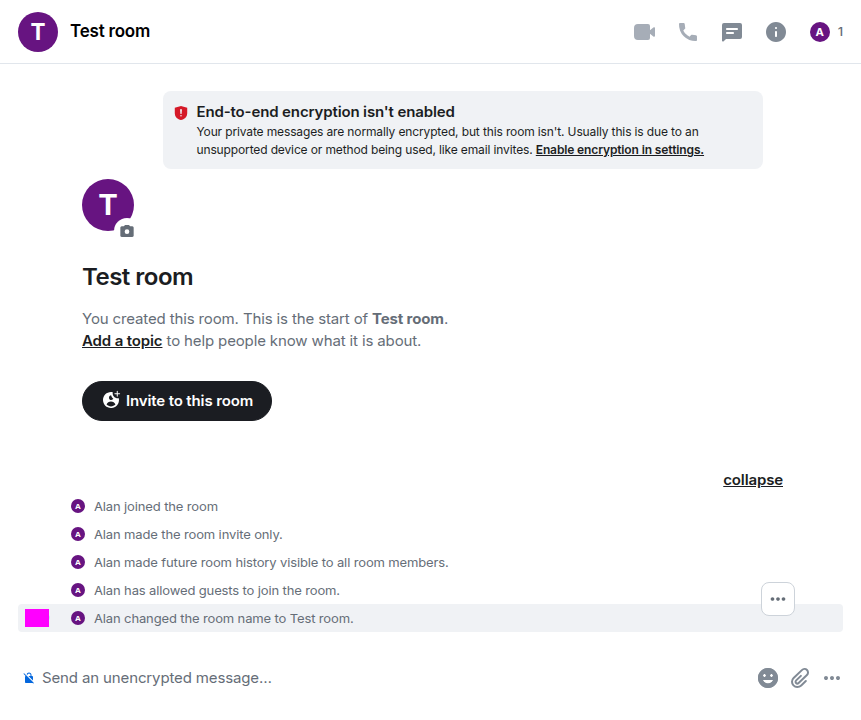 T Test room A 1
End-to-end encryption isn't enabled
Your private messages are normally encrypted, but this room isn't. Usually this is due to an
unsupported device or method being used, like email invites. Enable encryption in settings.
T
Test room
You created this room. This is the start of Test room.
Add a topic to help people know what it is about.
Invite to this room
collapse
A Alan joined the room
A Alan made the room invite only.
A Alan made future room history visible to all room members.
A Alan has allowed guests to join the room.
A Alan changed the room name to Test room.
Send an unencrypted message…